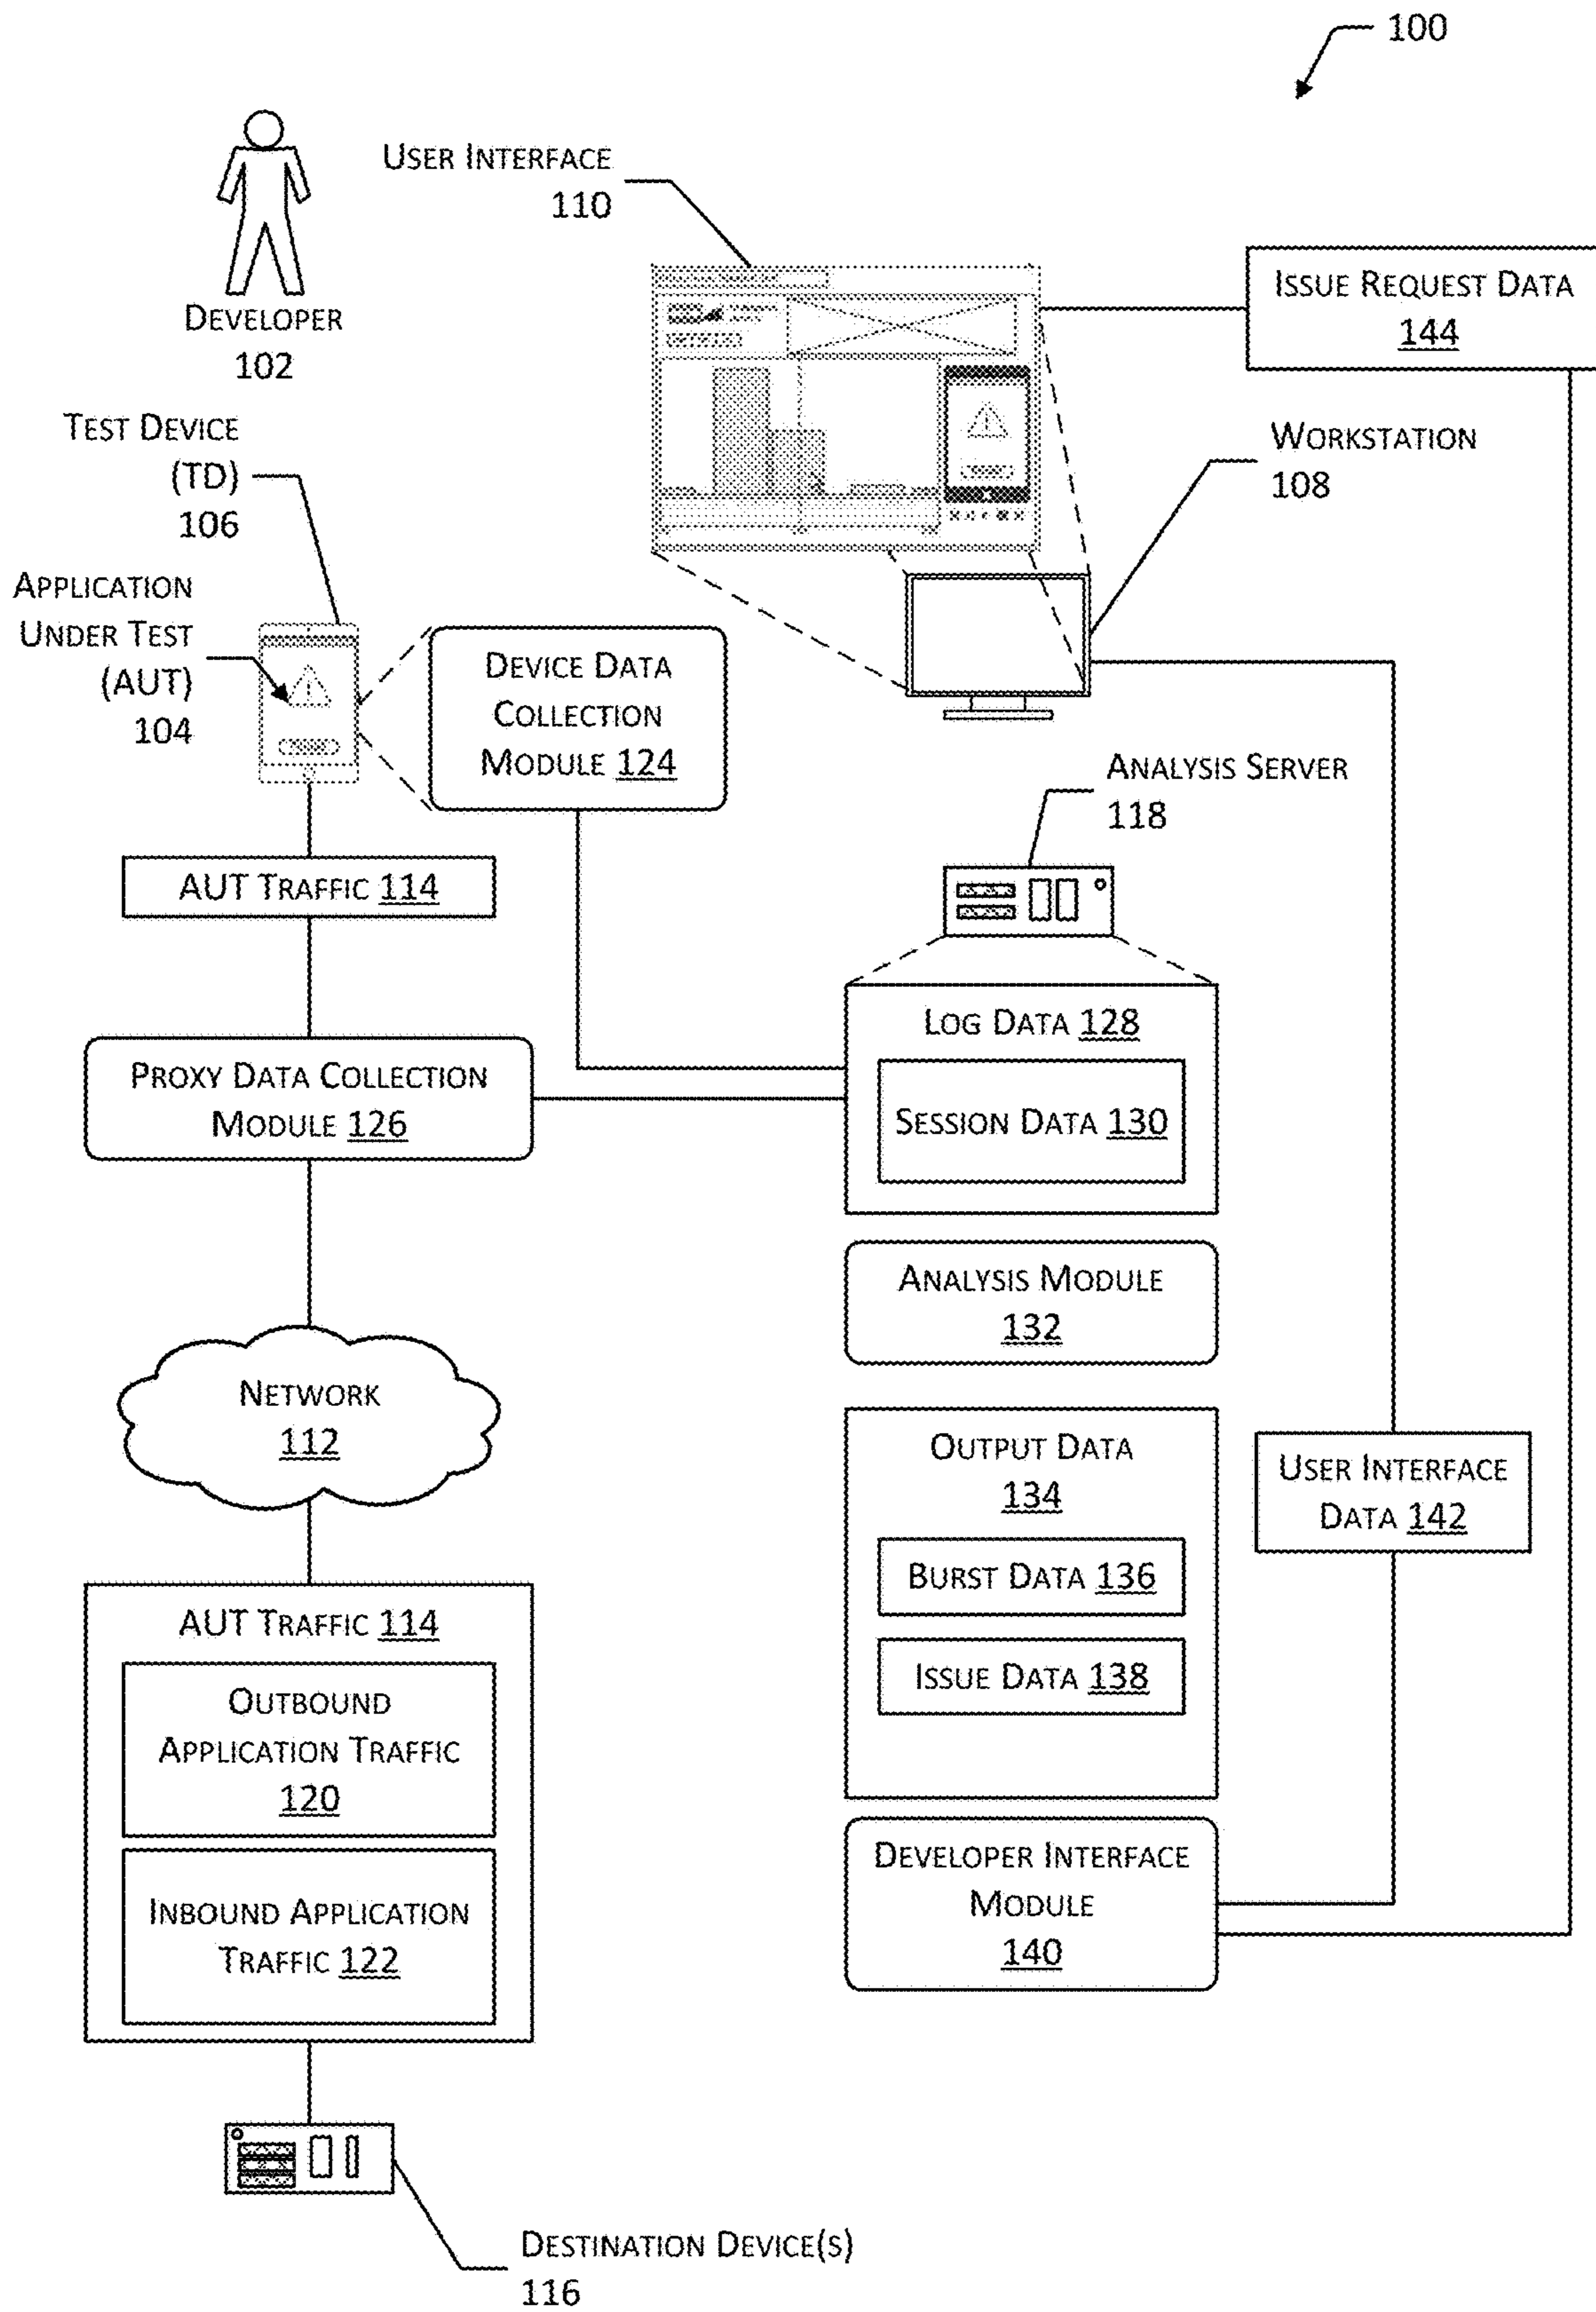 100
USER INTERFACE
110
DEVELOPER
102
ISSUE REQUEST DATA
144
TEST DEVICE
(TD)
106
WORKSTATION
108
APPLICATION
UNDER TEST
(AUT)
104
DEVICE DATA
COLLECTION
MODULE 124
ANALYSIS SERVER
118
AUT TRAFFIC 114
LOG DATA 128
SESSION DATA 130
PROXY DATA COLLECTION
MODULE 126
ANALYSIS MODULE
132
NETWORK
112
OUTPUT DATA
134
BURST DATA 136
ISSUE DATA 138
USER INTERFACE
DATA 142
AUT TRAFFIC 114
OUTBOUND
APPLICATION TRAFFIC
120
INBOUND APPLICATION
TRAFFIC 122
DEVELOPER INTERFACE
MODULE
140
DESTINATION DEVICE(S)
116